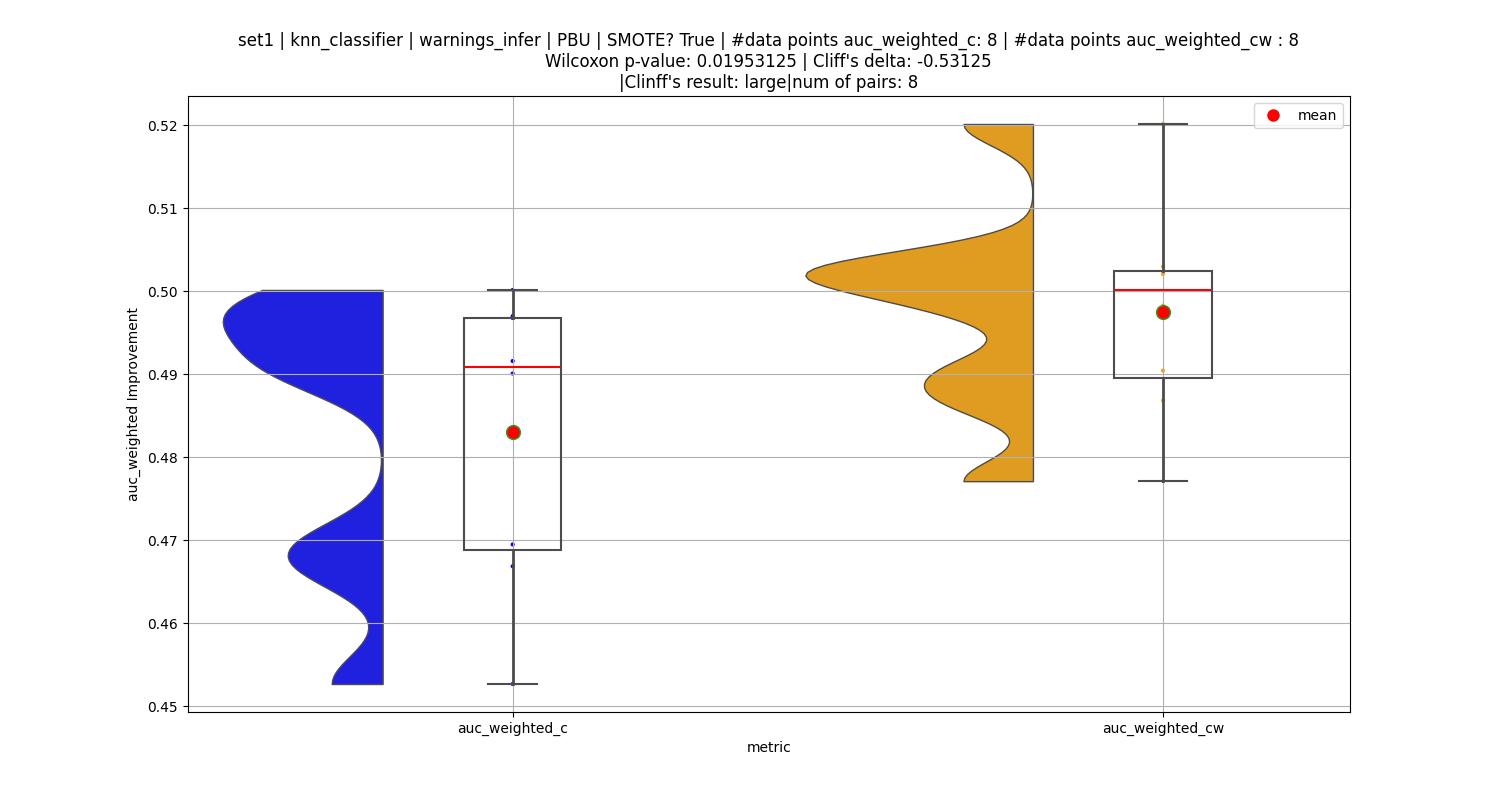 set1 | knn_classifier | warnings_infer | PBU | SMOTE? True | #data points auc_weighted_c: 8 | #data points auc_weighted_cw : 8
Wilcoxon p-value: 0.01953125 | Cliff's delta: -0.53125
|Clinff's result: large|num of pairs: 8
mean
0.52
0.51
0.50
0.49
0.48
0.47
0.46
0.45
auc_weighted Improvement
auc_weighted_c
auc_weighted_cw
metric